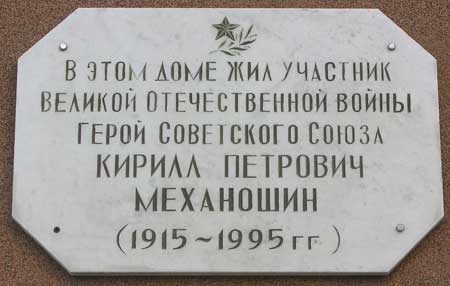 В ЭТОМ ДОМЕ ЖИЛ УЧАСТНИК
ВЕЛИКОЙ ОТЕЧЕСТВЕННОЙ ВОЙНЫ
ГЕРОЙ СОВЕТСКОГО СОЮЗА
КИРИЛЛ ПЕТРОВИЧ
МЕХАНОШИН
(1915~1995 гг)